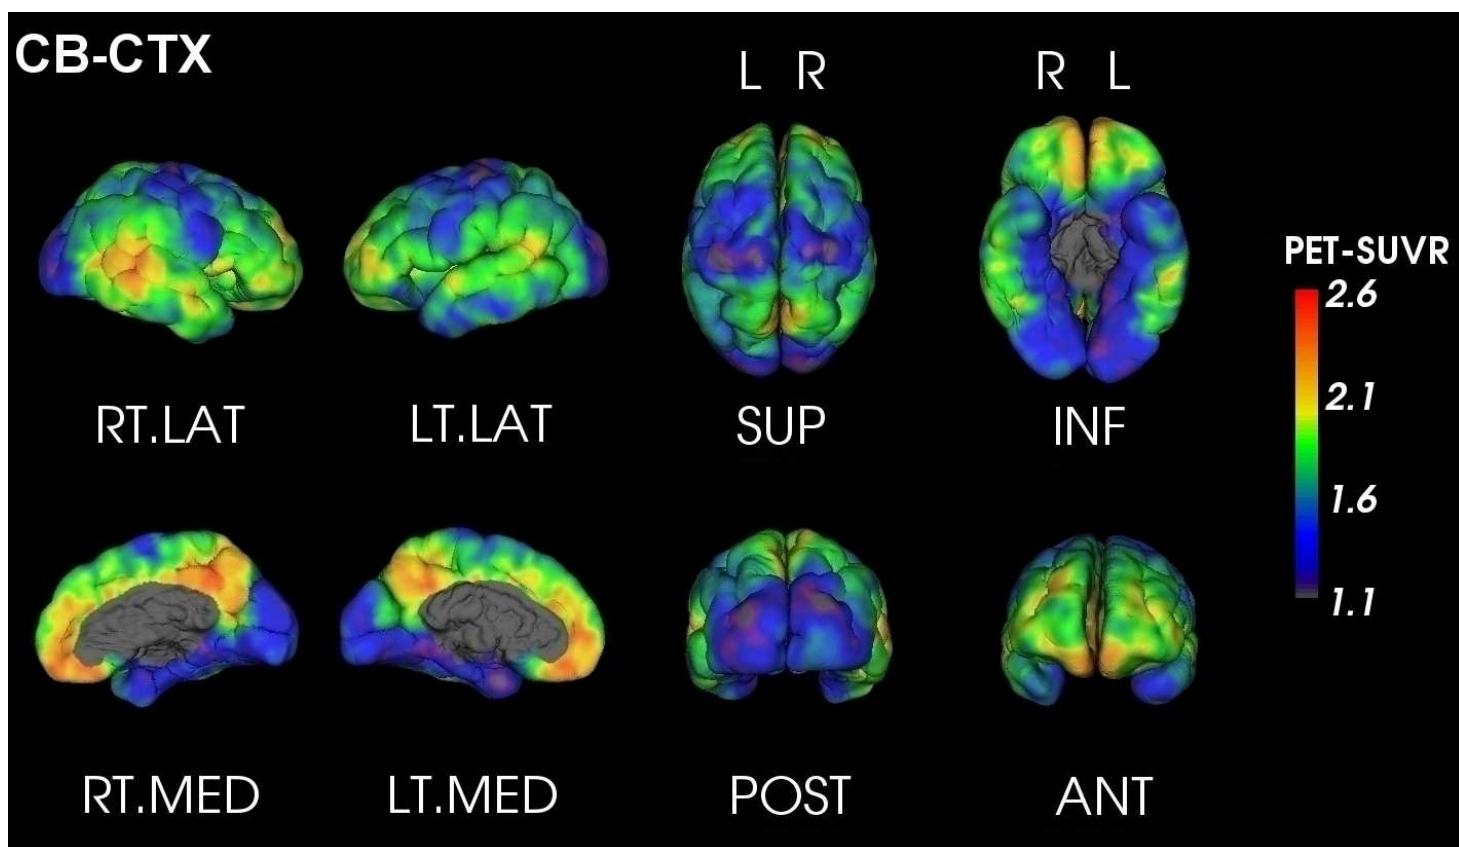 CB-CTX
L R
R L
PET-SUVR
2.6
2.1
1.6
1.1
RT.LAT
LT.LAT
SUP
INF
RT.MED
LT.MED
POST
ANT